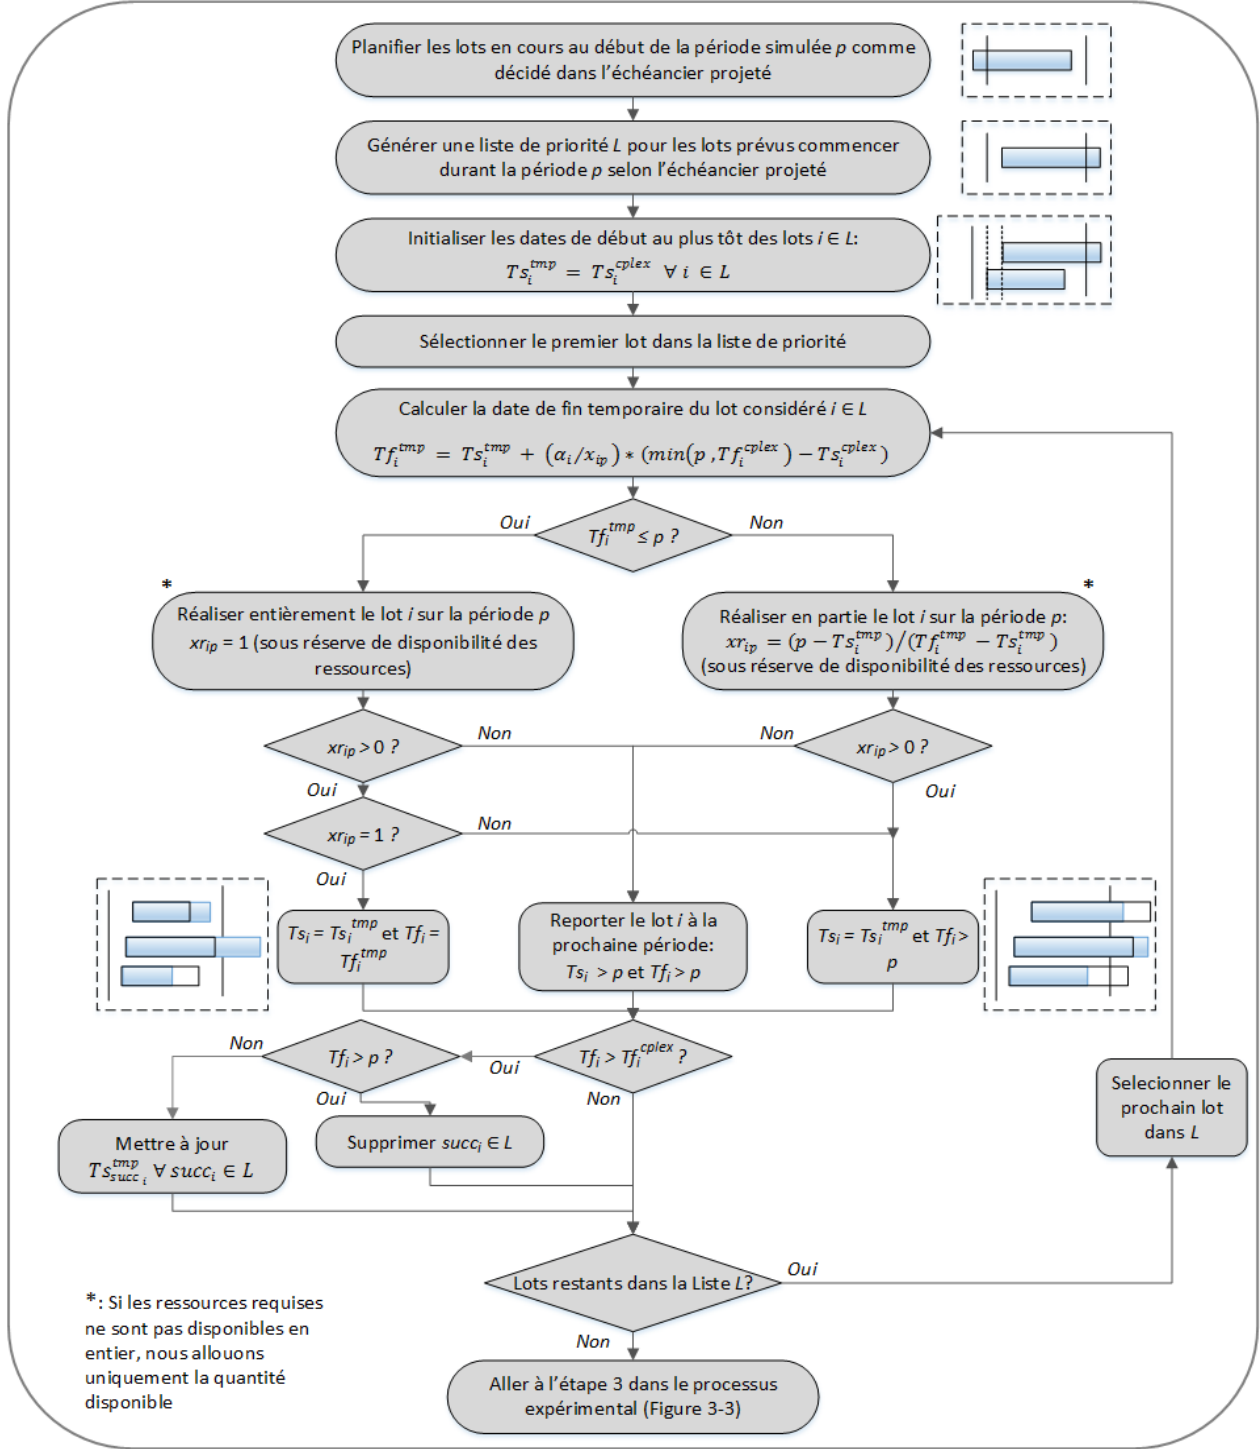 Planifier les lots en cours au début de la période simulée p comme
décidé dans l'échéancier projeté
Générer une liste de priorité L pour les lots prévus commencer
durant la période p selon l'échéancier projeté
Initialiser les dates de début au plus tôt des lots i ∈ L:
Ts_i^tmp = Ts_i^cplex ∀ i ∈ L
Sélectionner le premier lot dans la liste de priorité
Calculer la date de fin temporaire du lot considéré i ∈ L
Tf_i^tmp = Ts_i^tmp + (α_i/x_ip) * (min(p ,Tf_i^cplex) − Ts_i^cplex)
Oui
Non
Tf_i^tmp ≤ p ?
*
*
Réaliser entièrement le lot i sur la période p
xr_ip = 1 (sous réserve de disponibilité des
ressources)
Réaliser en partie le lot i sur la période p:
xr_ip = (p − Ts_i^tmp)/(Tf_i^tmp − Ts_i^tmp)
(sous réserve de disponibilité des ressources)
xr_ip > 0 ?
Non
Non
xr_ip > 0 ?
Oui
Oui
xr_ip = 1 ?
Non
Oui
Ts_i = Ts_i^tmp et Tf_i =
Tf_i^tmp
Reporter le lot i à la
prochaine période:
Ts_i > p et Tf_i > p
Ts_i = Ts_i^tmp et Tf_i >
p
Non
Tf_i > p ?
Oui
Tf_i > Tf_i^cplex ?
Oui
Non
Mettre à jour
Ts_succ_i^tmp ∀ succ_i ∈ L
Supprimer succ_i ∈ L
Selecionner le
prochain lot
dans L
Lots restants dans la Liste L?
Oui
Non
*: Si les ressources requises
ne sont pas disponibles en
entier, nous allouons
uniquement la quantité
disponible
Aller à l'étape 3 dans le processus
expérimental (Figure 3-3)